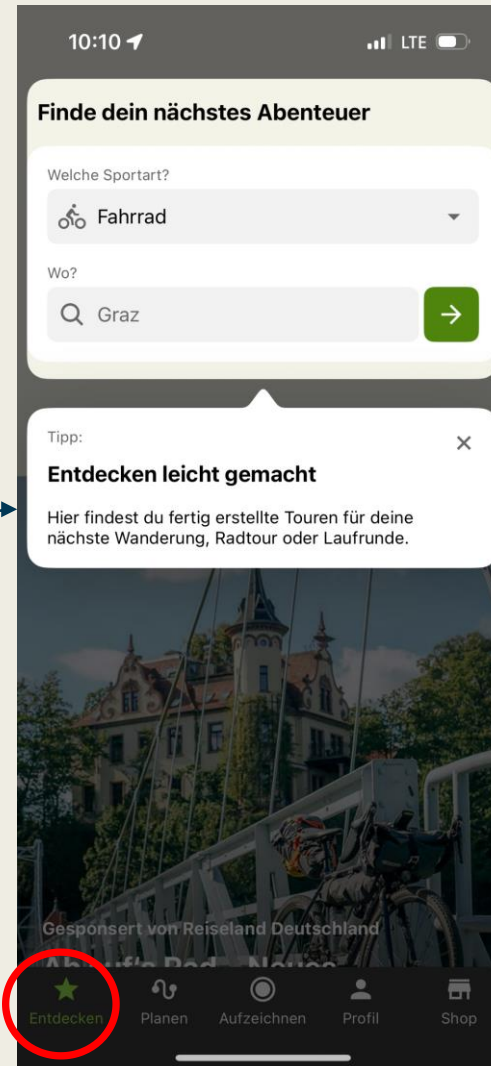 10:10
LTE
Finde dein nächstes Abenteuer
Welche Sportart?
Fahrrad
Wo?
Graz
Tipp:
Entdecken leicht gemacht
Hier findest du fertig erstellte Touren für deine
nächste Wanderung, Radtour oder Laufrunde.
Gesponsert von Reiseland Deutschland
Entdecken
Planen
Aufzeichnen
Profil
Shop